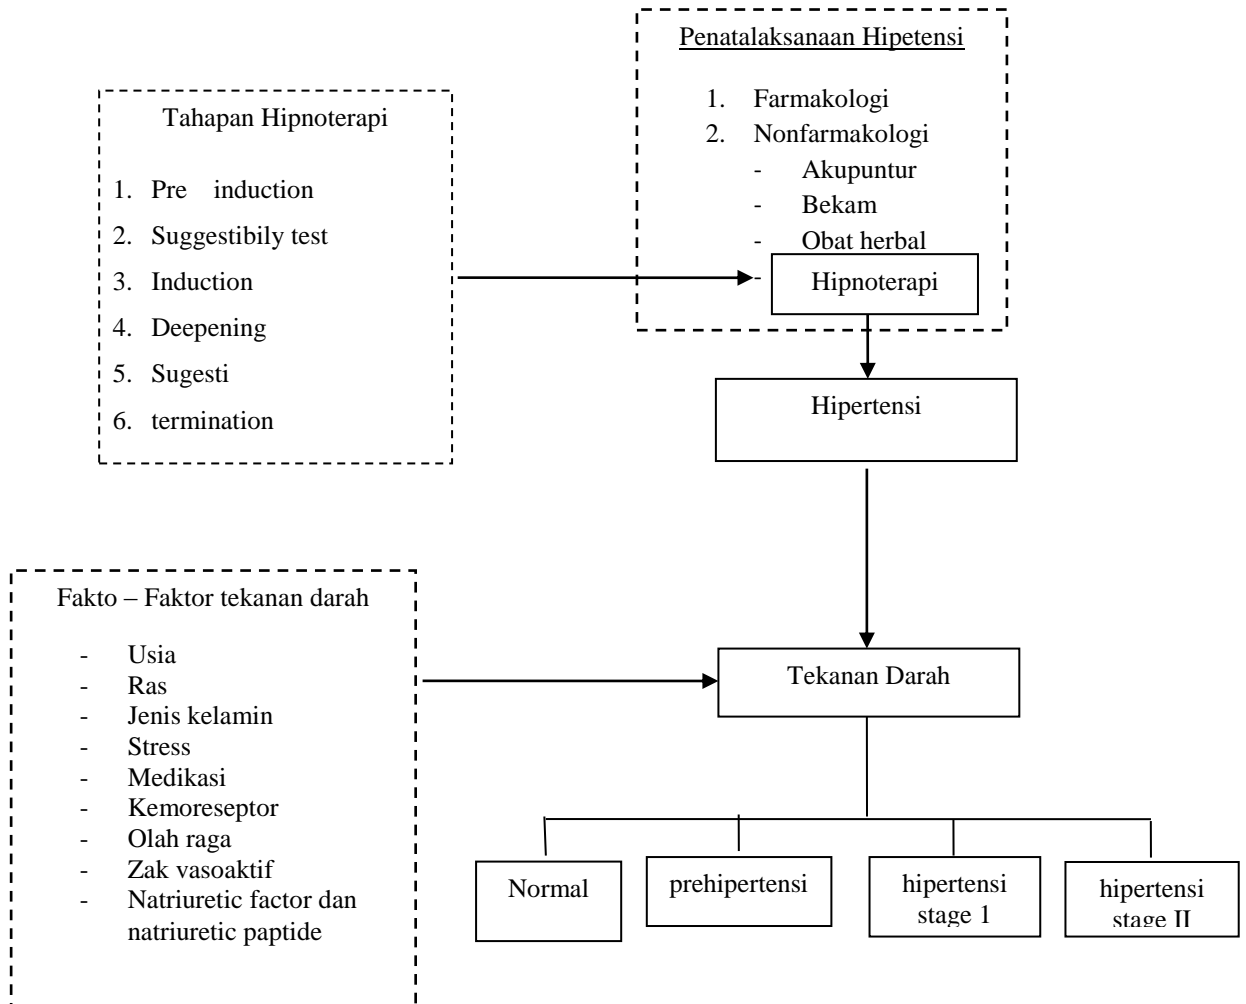 Penatalaksanaan Hipetensi
1. Farmakologi
2. Nonfarmakologi
- Akupuntur
- Bekam
- Obat herbal
- Hipnoterapi
Tahapan Hipnoterapi
1. Pre induction
2. Suggestibily test
3. Induction
4. Deepening
5. Sugesti
6. termination
Hipertensi
Fakto – Faktor tekanan darah
- Usia
- Ras
- Jenis kelamin
- Stress
- Medikasi
- Kemoreseptor
- Olah raga
- Zak vasoaktif
- Natriuretic factor dan
natriuretic paptide
Tekanan Darah
Normal
prehipertensi
hipertensi
stage 1
hipertensi
stage II